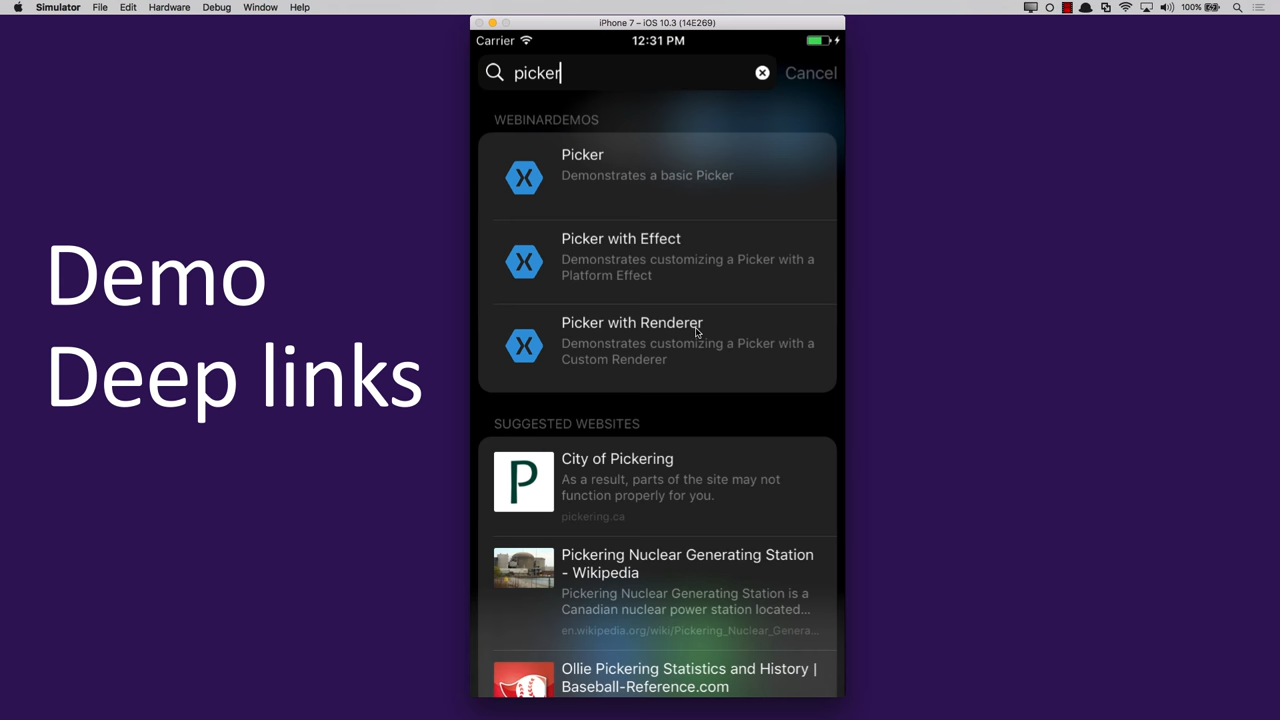 Simulator File Edit Hardware Debug Window Help 100%
iPhone 7 – iOS 10.3 (14E269)
Carrier 12:31 PM
picker Cancel
WEBINARDEMOS
Picker
Demonstrates a basic Picker
Picker with Effect
Demonstrates customizing a Picker with a
Platform Effect
Picker with Renderer
Demonstrates customizing a Picker with a
Custom Renderer
SUGGESTED WEBSITES
P
City of Pickering
As a result, parts of the site may not
function properly for you.
pickering.ca
Pickering Nuclear Generating Station
- Wikipedia
Pickering Nuclear Generating Station is a
Canadian nuclear power station located...
en.wikipedia.org/wiki/Pickering_Nuclear_Genera...
Ollie Pickering Statistics and History |
Baseball-Reference.com
Demo
Deep links